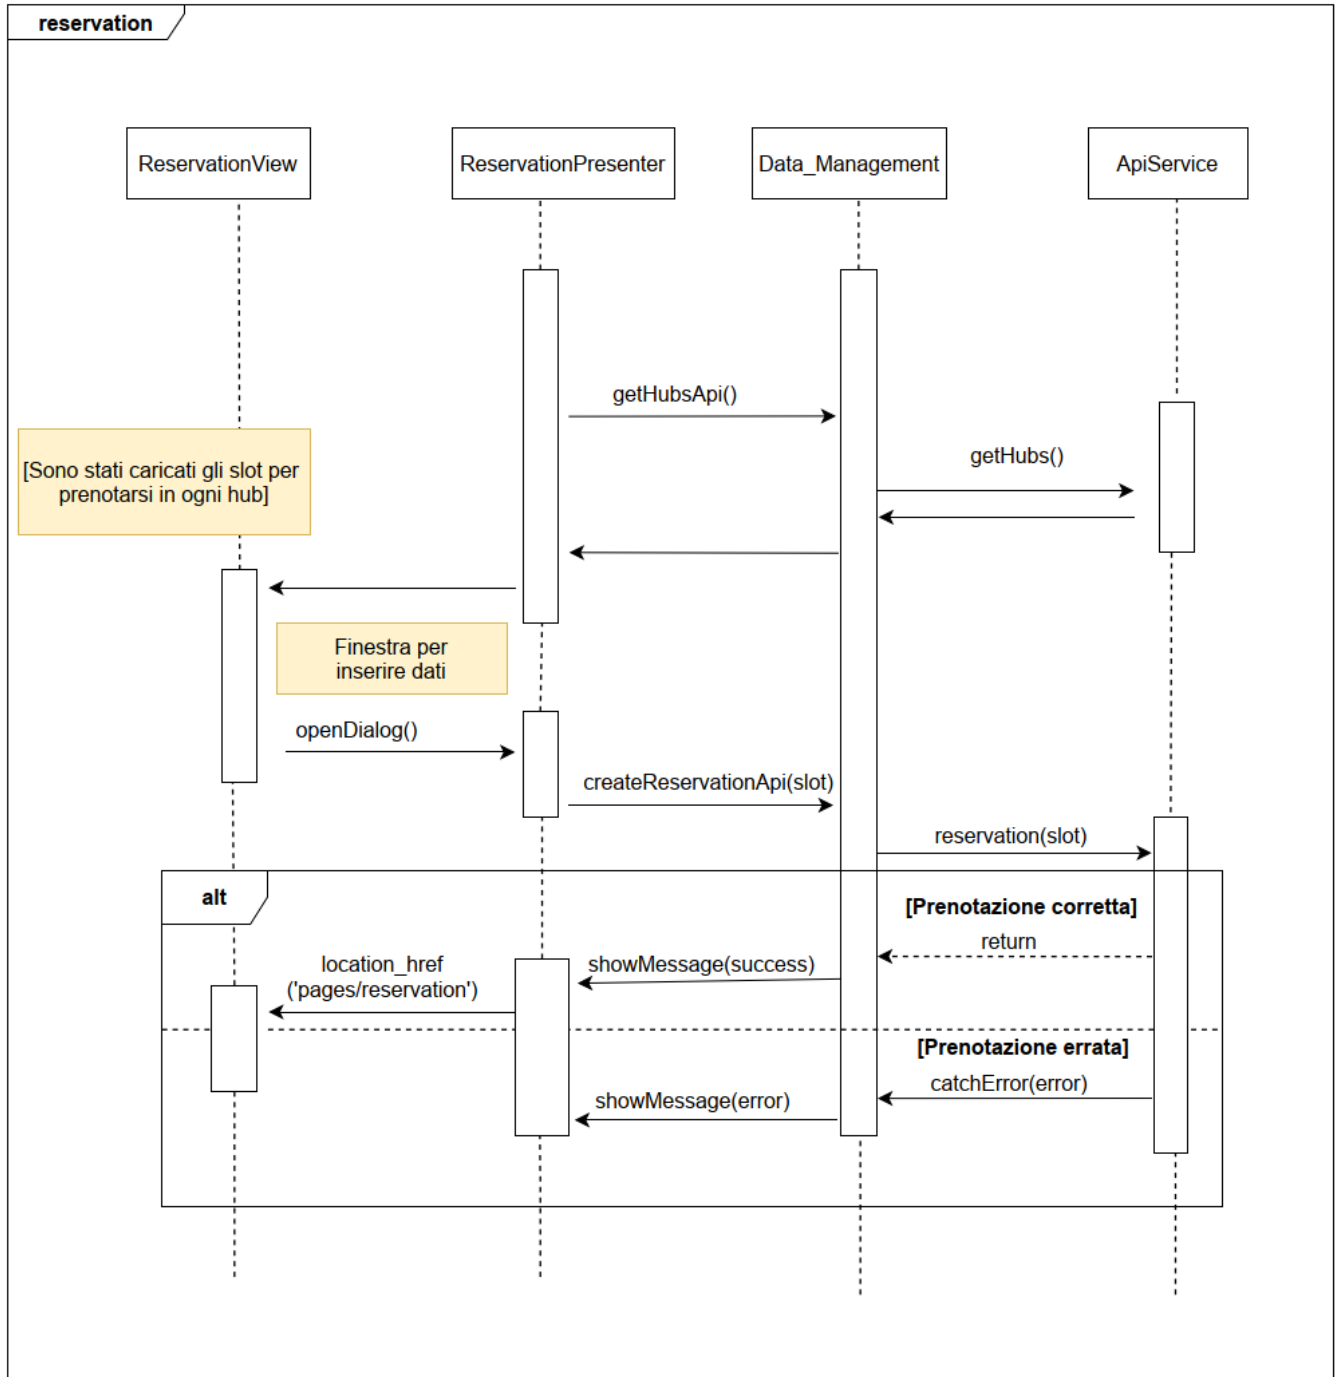 reservation
ReservationView
ReservationPresenter
Data_Management
ApiService
getHubsApi()
getHubs()
[Sono stati caricati gli slot per
prenotarsi in ogni hub]
Finestra per
inserire dati
openDialog()
createReservationApi(slot)
reservation(slot)
alt
[Prenotazione corretta]
return
showMessage(success)
location_href
('pages/reservation')
[Prenotazione errata]
catchError(error)
showMessage(error)